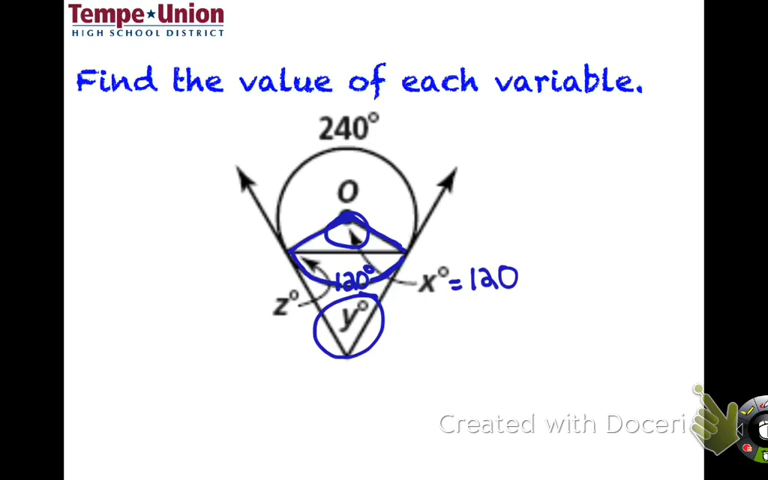 Tempe★Union
HIGH SCHOOL DISTRICT
Find the value of each variable.
240°
O
120°
x° = 120
z°
y°
Created with Doceri